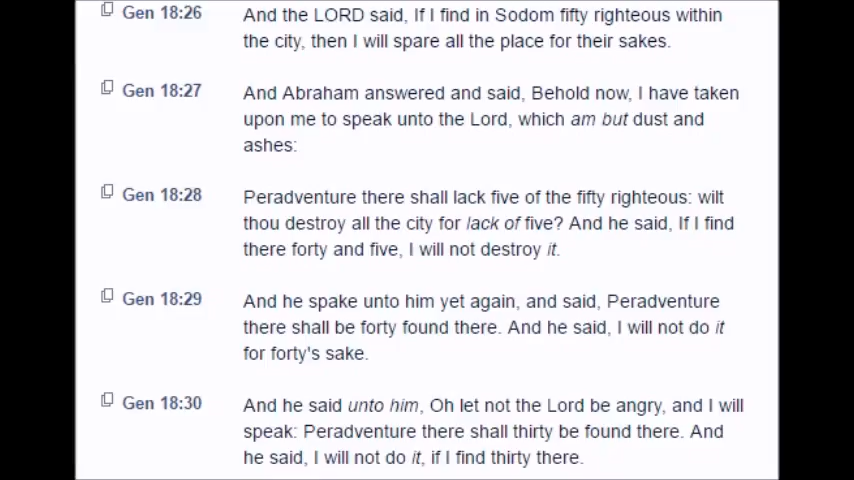 Gen 18:26 And the LORD said, If I find in Sodom fifty righteous within
the city, then I will spare all the place for their sakes.
Gen 18:27 And Abraham answered and said, Behold now, I have taken
upon me to speak unto the Lord, which am but dust and
ashes:
Gen 18:28 Peradventure there shall lack five of the fifty righteous: wilt
thou destroy all the city for lack of five? And he said, If I find
there forty and five, I will not destroy it.
Gen 18:29 And he spake unto him yet again, and said, Peradventure
there shall be forty found there. And he said, I will not do it
for forty's sake.
Gen 18:30 And he said unto him, Oh let not the Lord be angry, and I will
speak: Peradventure there shall thirty be found there. And
he said, I will not do it, if I find thirty there.